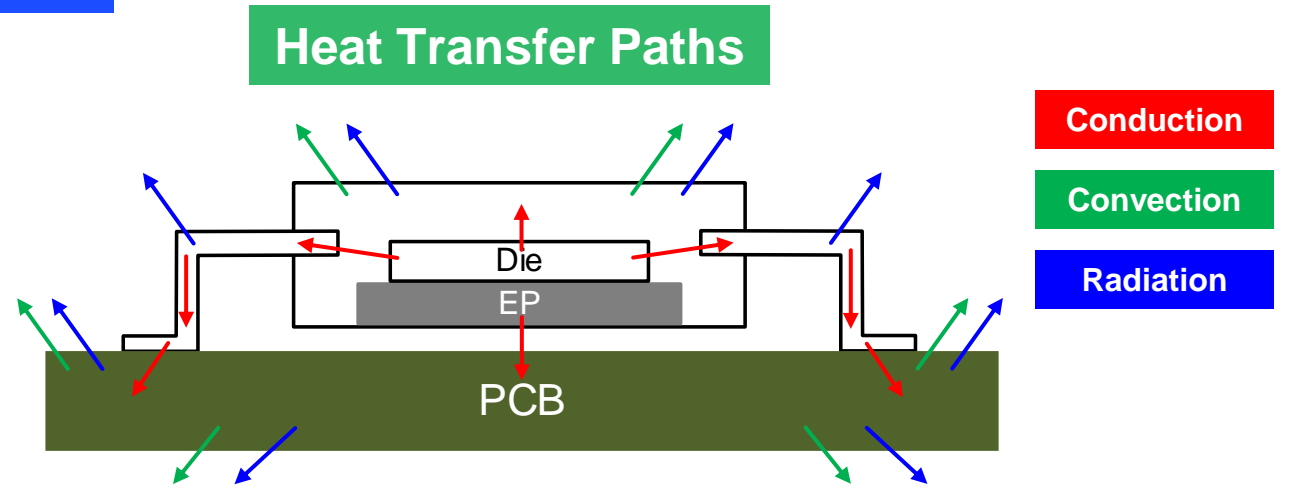 Heat Transfer Paths
Conduction
Convection
Radiation
Die
EP
PCB